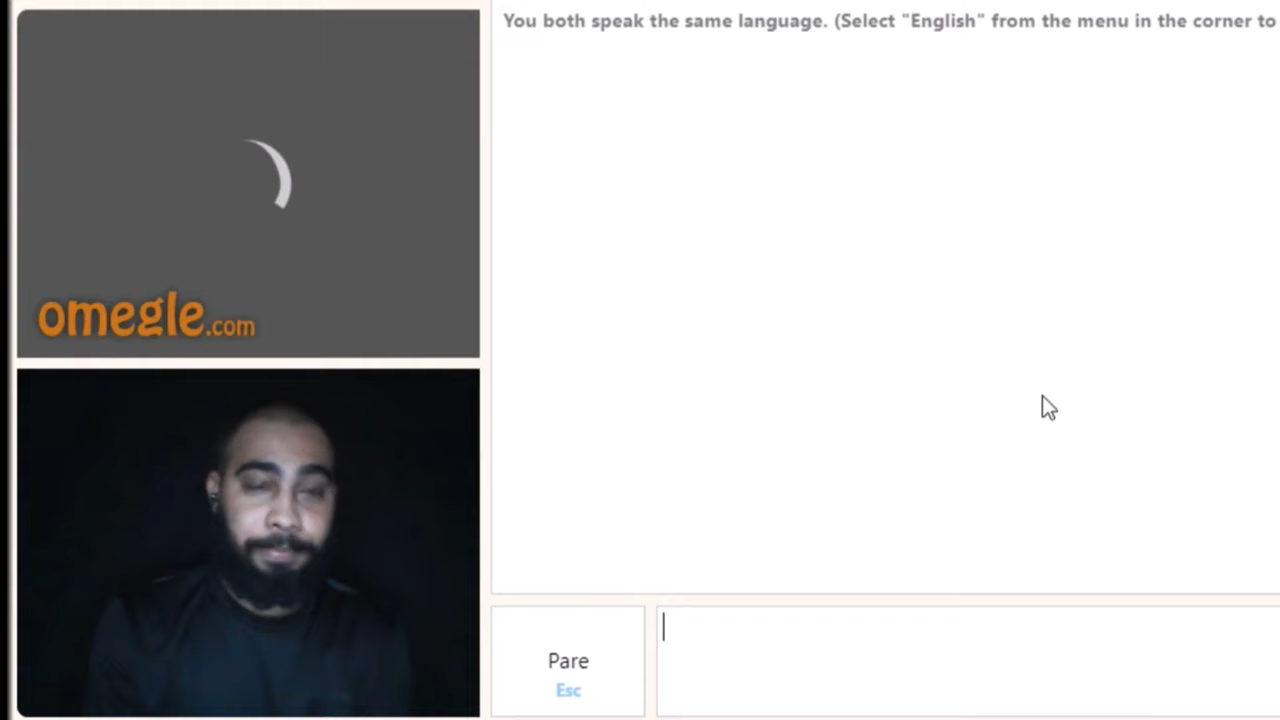 You both speak the same language. (Select "English" from the menu in the corner to
omegle.com
Pare
Esc